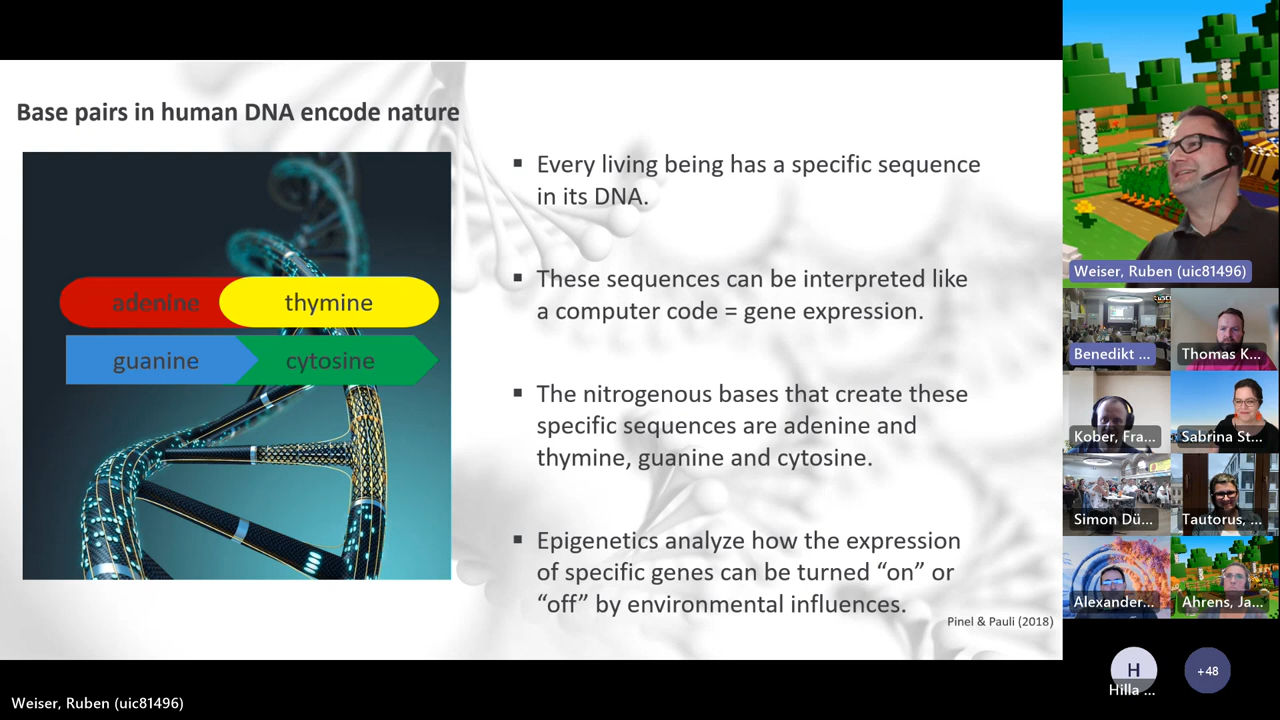 Base pairs in human DNA encode nature
adenine
thymine
guanine
cytosine
▪ Every living being has a specific sequence
in its DNA.
▪ These sequences can be interpreted like
a computer code = gene expression.
▪ The nitrogenous bases that create these
specific sequences are adenine and
thymine, guanine and cytosine.
▪ Epigenetics analyze how the expression
of specific genes can be turned “on” or
“off” by environmental influences.
Pinel & Pauli (2018)
Weiser, Ruben (uic81496)
Benedikt ...
Thomas K...
Kober, Fra...
Sabrina St...
Simon Dü...
Tautorus, ...
Alexander...
Ahrens, Ja...
H
Hilla ...
+48
Weiser, Ruben (uic81496)